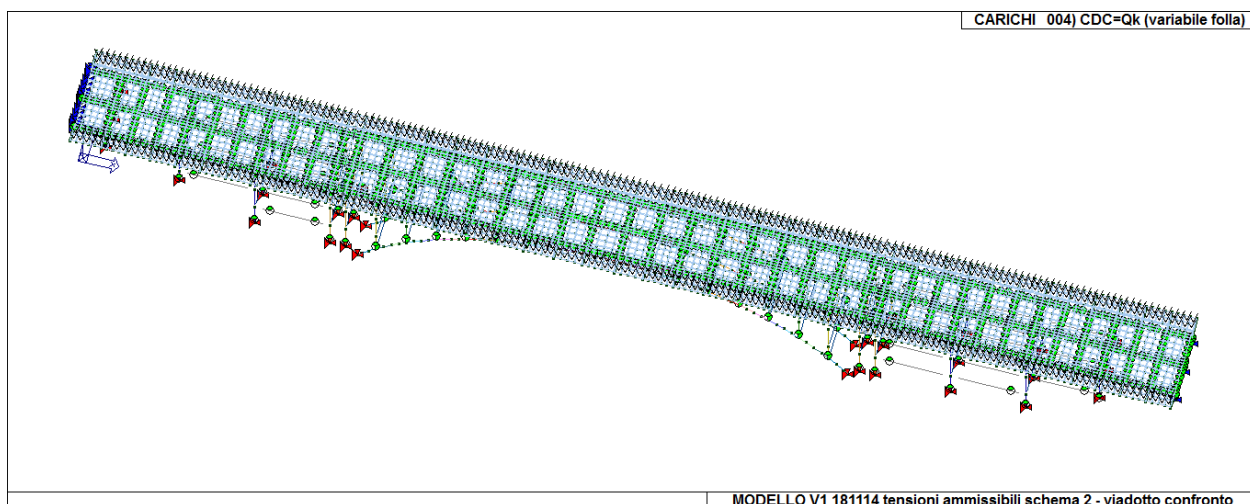 CARICHI 004) CDC=Qk (variabile folla)
MODELLO V1 181114 tensioni ammissibili schema 2 - viadotto confronto